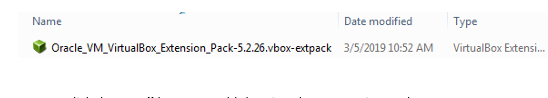 Name Date modified Type
Oracle_VM_VirtualBox_Extension_Pack-5.2.26.vbox-extpack 3/5/2019 10:52 AM VirtualBox Extensi...